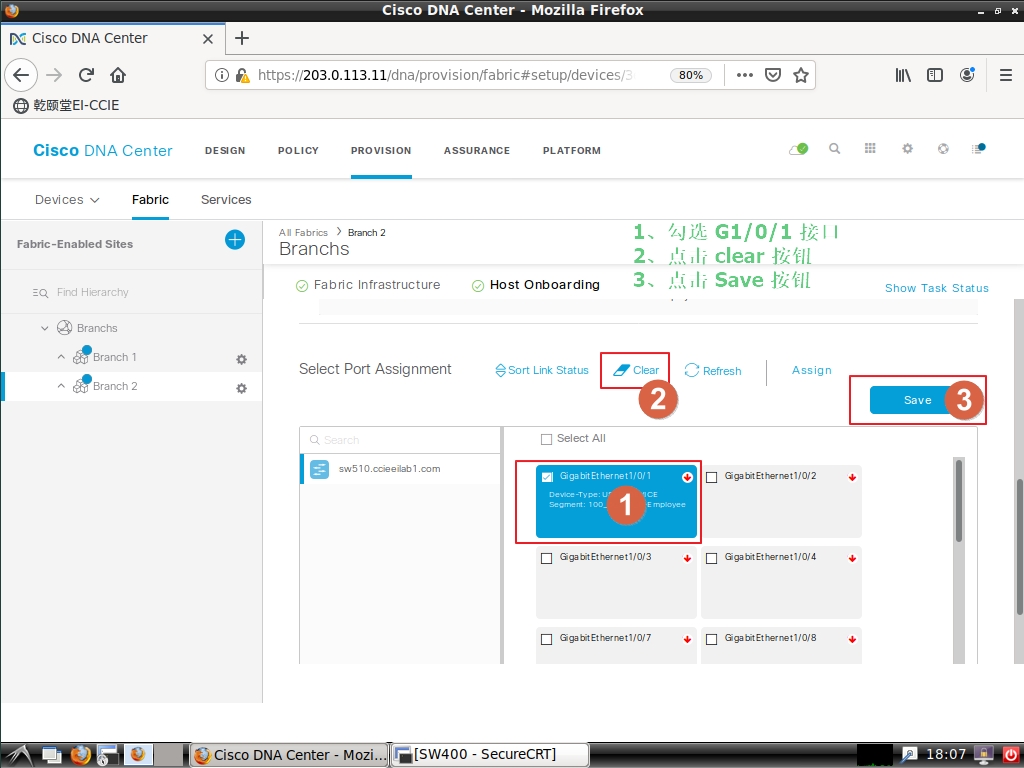 Cisco DNA Center - Mozilla Firefox
Cisco DNA Center
https://203.0.113.11/dna/provision/fabric#setup/devices/3
80%
乾颐堂EI-CCIE
Cisco DNA Center
DESIGN
POLICY
PROVISION
ASSURANCE
PLATFORM
Devices
Fabric
Services
Fabric-Enabled Sites
Find Hierarchy
Branchs
Branch 1
Branch 2
All Fabrics > Branch 2
Branchs
1、勾选 G1/0/1 接口
2、点击 clear 按钮
3、点击 Save 按钮
Fabric Infrastructure
Host Onboarding
Show Task Status
Select Port Assignment
Sort Link Status
Clear
Refresh
Assign
2
Save
3
Search
sw510.ccieeilab1.com
Select All
GigabitEthernet1/0/1
Device-Type:
Segment: Employee
1
GigabitEthernet1/0/2
GigabitEthernet1/0/3
GigabitEthernet1/0/4
GigabitEthernet1/0/7
GigabitEthernet1/0/8
Cisco DNA Center - Mozi...
[SW400 - SecureCRT]
18:07